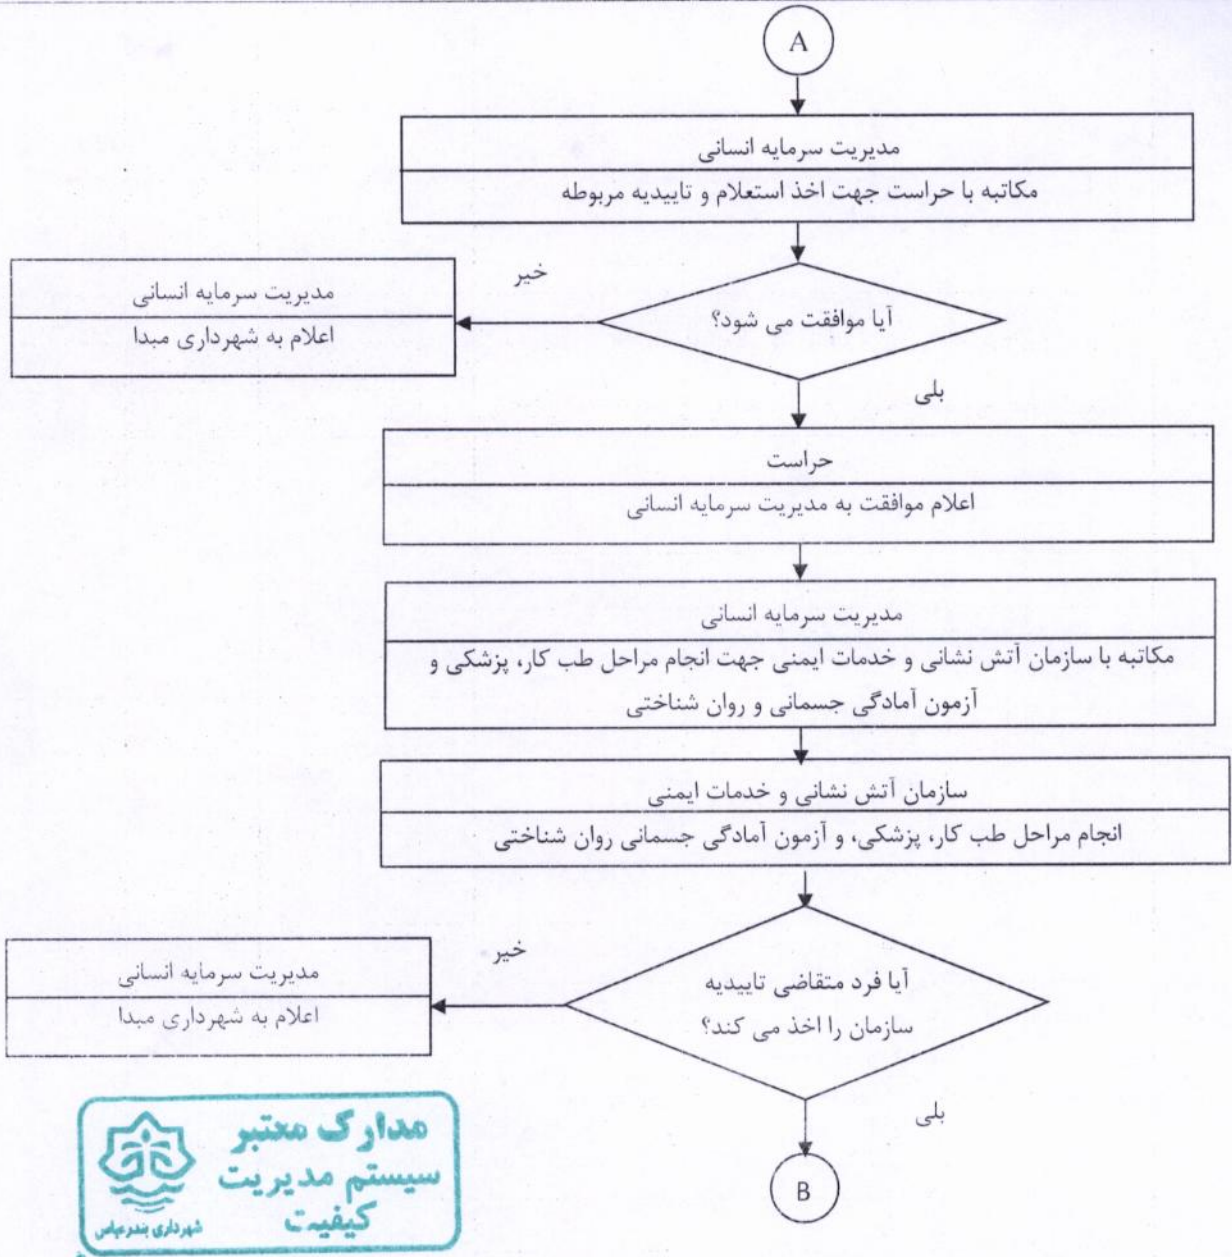 A
مدیریت سرمایه انسانی
مکاتبه با حراست جهت اخذ استعلام و تاییدیه مربوطه
آیا موافقت می شود؟
خیر
مدیریت سرمایه انسانی
اعلام به شهرداری مبدا
بلی
حراست
اعلام موافقت به مدیریت سرمایه انسانی
مدیریت سرمایه انسانی
مکاتبه با سازمان آتش نشانی و خدمات ایمنی جهت انجام مراحل طب کار، پزشکی و
آزمون آمادگی جسمانی و روان شناختی
سازمان آتش نشانی و خدمات ایمنی
انجام مراحل طب کار، پزشکی، و آزمون آمادگی جسمانی روان شناختی
آیا فرد متقاضی تاییدیه
سازمان را اخذ می کند؟
خیر
مدیریت سرمایه انسانی
اعلام به شهرداری مبدا
بلی
B
مدارک معتبر
سیستم مدیریت
کیفیت
شهرداری بندرعباس